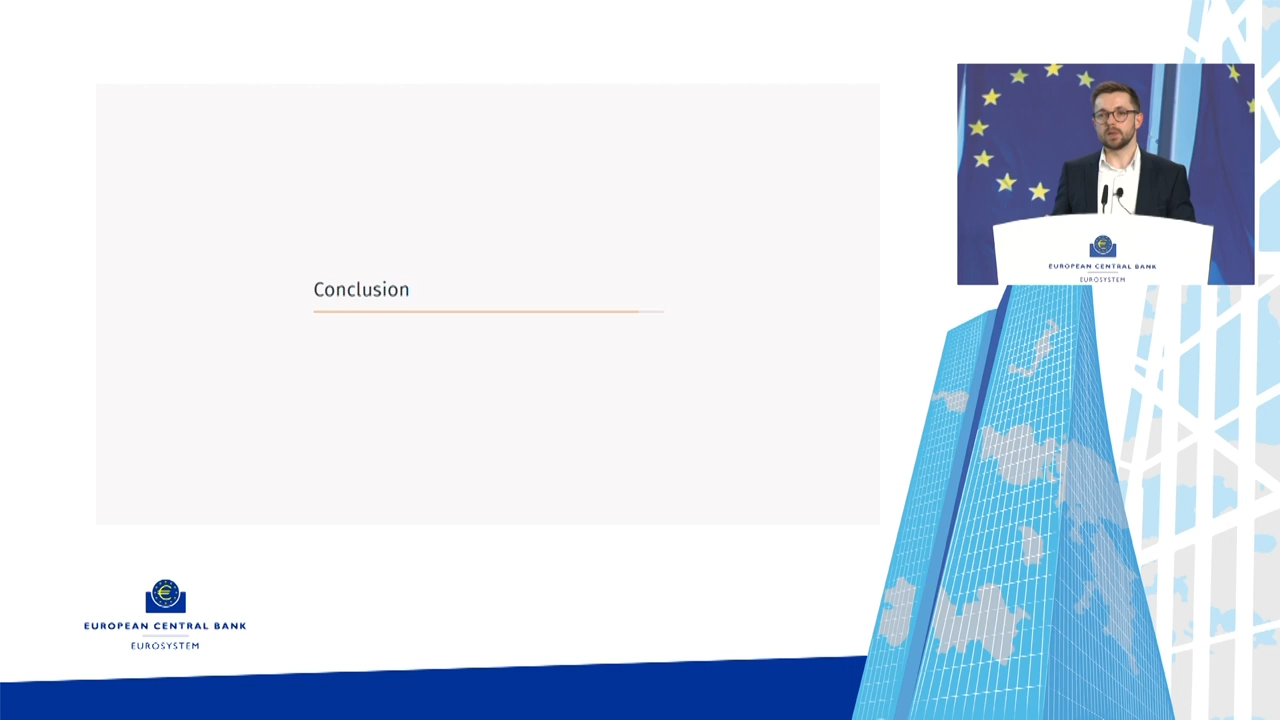 Conclusion
EUROPEAN CENTRAL BANK
EUROSYSTEM
EUROPEAN CENTRAL BANK
EUROSYSTEM